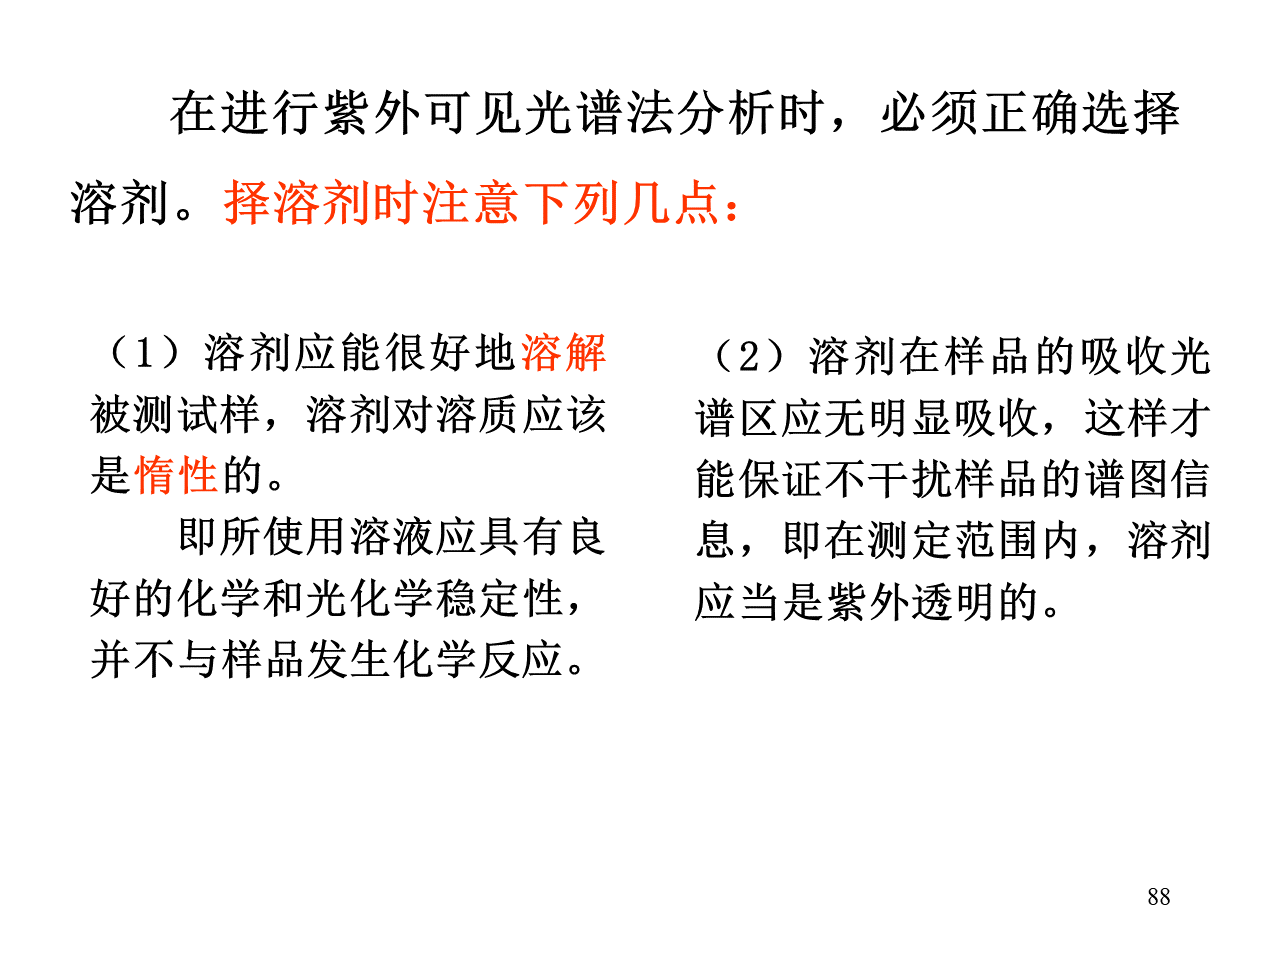 在进行紫外可见光谱法分析时，必须正确选择
溶剂。择溶剂时注意下列几点：
（1）溶剂应能很好地溶解
被测试样，溶剂对溶质应该
是惰性的。
即所使用溶液应具有良
好的化学和光化学稳定性，
并不与样品发生化学反应。
（2）溶剂在样品的吸收光
谱区应无明显吸收，这样才
能保证不干扰样品的谱图信
息，即在测定范围内，溶剂
应当是紫外透明的。
88